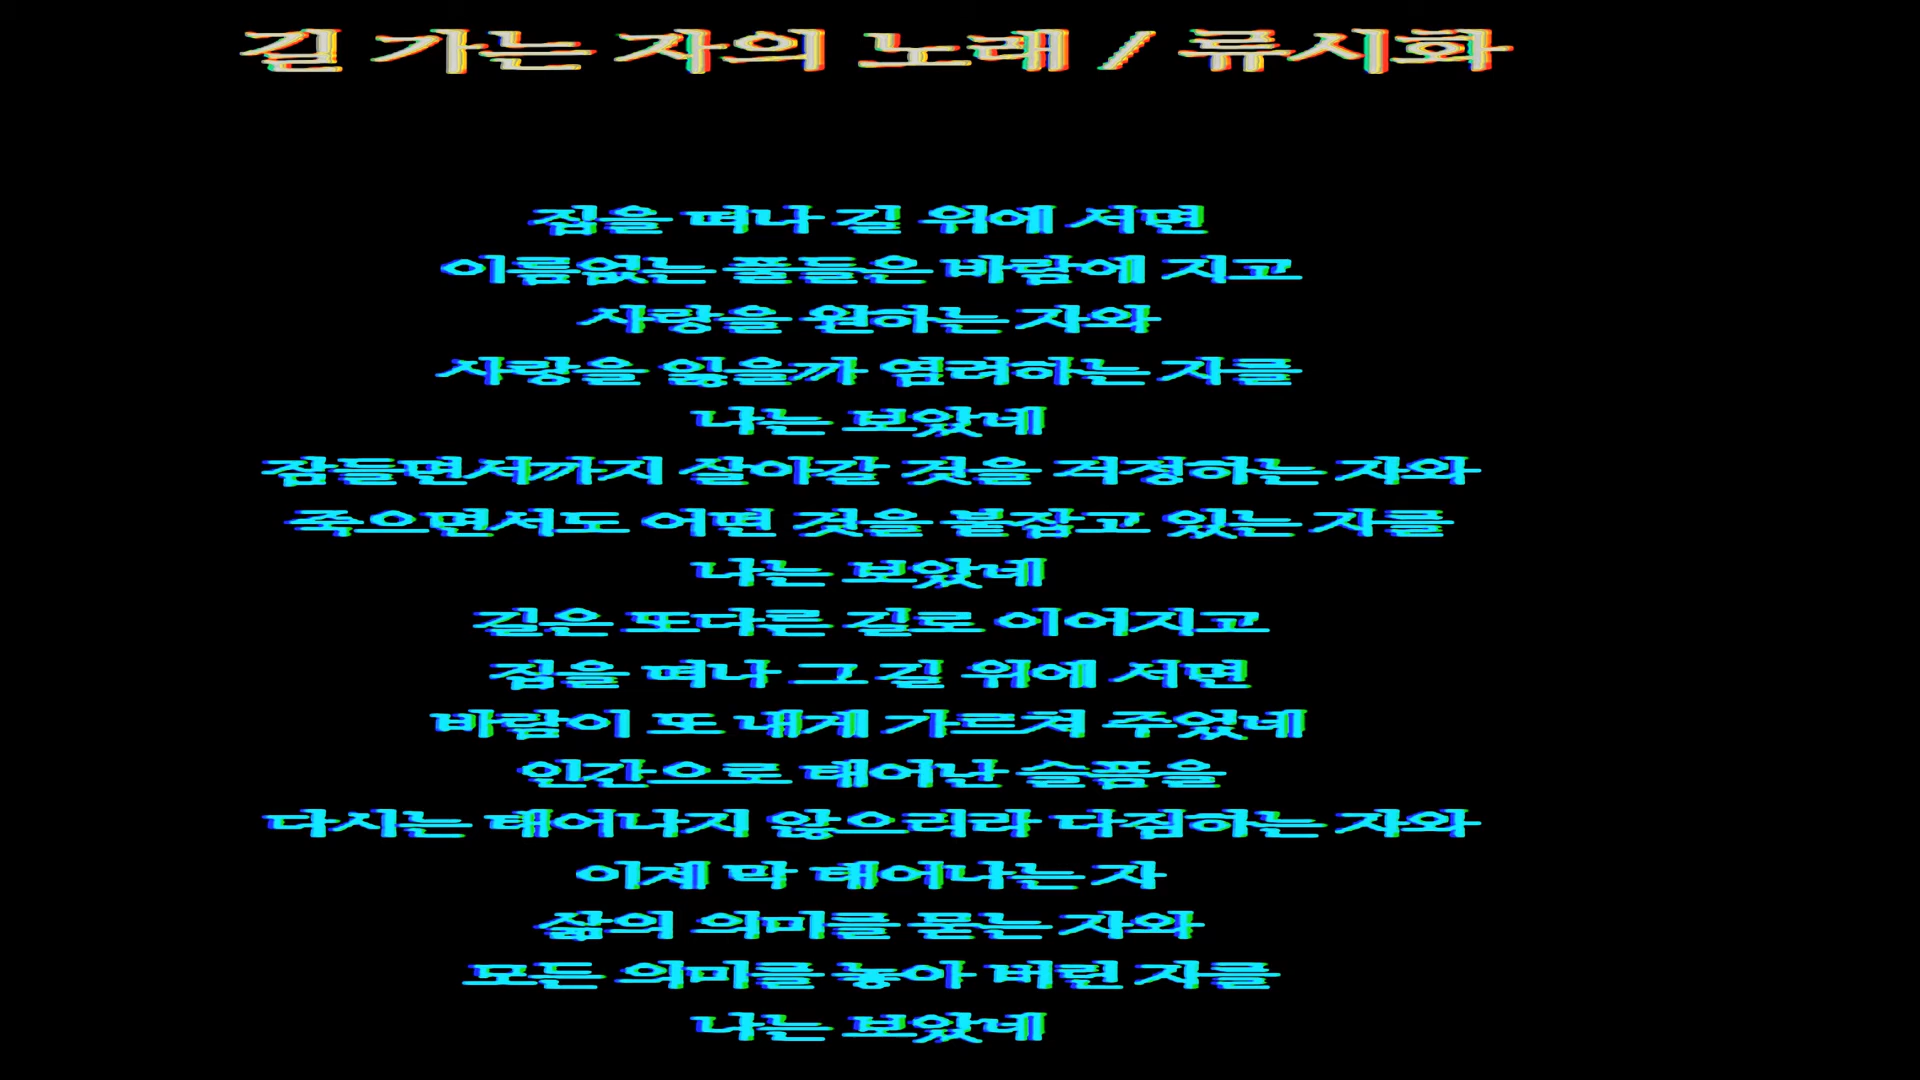 길 가는 자의 노래 / 류시화
집을 떠나 길 위에 서면
이름없는 풀들은 바람에 지고
사랑을 원하는 자와
사랑을 잃을까 염려하는 자를
나는 보았네
잠들면서까지 살아갈 것을 걱정하는 자와
죽으면서도 어떤 것을 붙잡고 있는 자를
나는 보았네
길은 또다른 길로 이어지고
집을 떠나 그 길 위에 서면
바람이 또 내게 가르쳐 주었네
인간으로 태어난 슬픔을
다시는 태어나지 않으리라 다짐하는 자와
이제 막 태어나는 자
삶의 의미를 묻는 자와
모든 의미를 놓아 버린 자를
나는 보았네